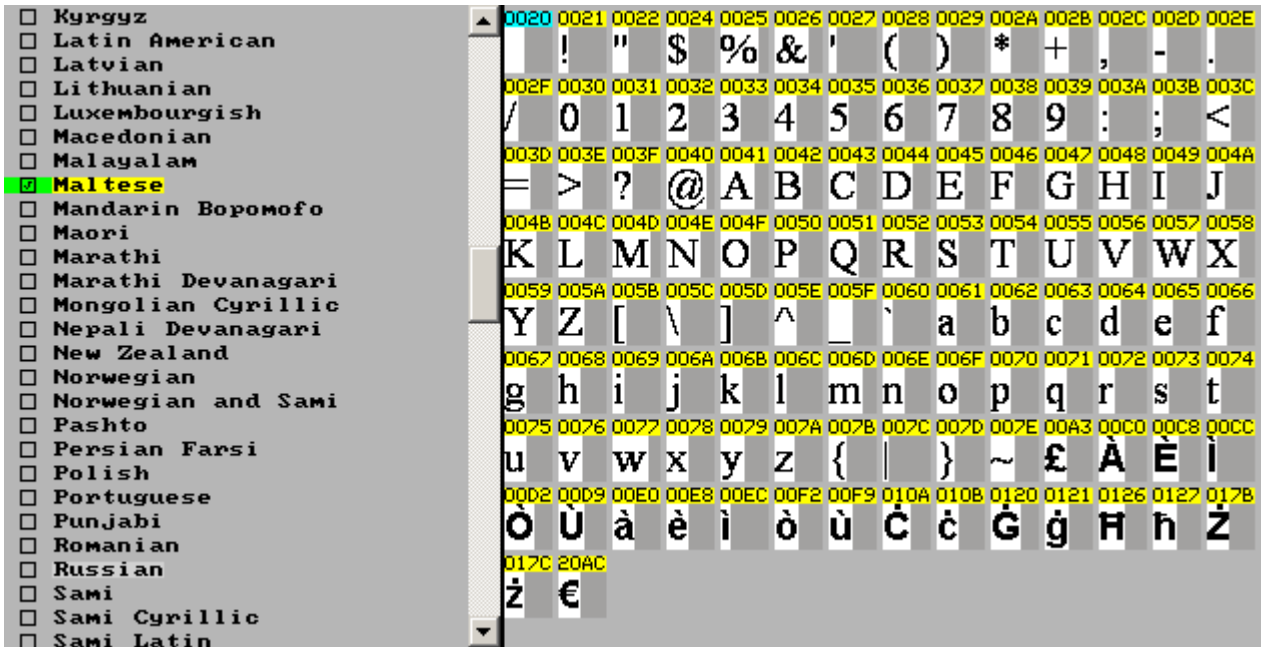 Kyrgyz
Latin American
Latvian
Lithuanian
Luxembourgish
Macedonian
Malayalam
Maltese
Mandarin Bopomofo
Maori
Marathi
Marathi Devanagari
Mongolian Cyrillic
Nepali Devanagari
New Zealand
Norwegian
Norwegian and Sami
Pashto
Persian Farsi
Polish
Portuguese
Punjabi
Romanian
Russian
Sami
Sami Cyrillic
Sami Latin
0020 0021 0022 0024 0025 0026 0027 0028 0029 002A 002B 002C 002D 002E
! " $ % & ' ( ) * + , - .
002F 0030 0031 0032 0033 0034 0035 0036 0037 0038 0039 003A 003B 003C
/ 0 1 2 3 4 5 6 7 8 9 : ; <
003D 003E 003F 0040 0041 0042 0043 0044 0045 0046 0047 0048 0049 004A
= > ? @ A B C D E F G H I J
004B 004C 004D 004E 004F 0050 0051 0052 0053 0054 0055 0056 0057 0058
K L M N O P Q R S T U V W X
0059 005A 005B 005C 005D 005E 005F 0060 0061 0062 0063 0064 0065 0066
Y Z [ \ ] ^ _ ` a b c d e f
0067 0068 0069 006A 006B 006C 006D 006E 006F 0070 0071 0072 0073 0074
g h i j k l m n o p q r s t
0075 0076 0077 0078 0079 007A 007B 007C 007D 007E 00A3 00C0 00C8 00CC
u v w x y z { | } ~ £ À È Ì
00D2 00D9 00E0 00E8 00EC 00F2 00F9 010A 010B 0120 0121 0126 0127 017B
Ò Ù à è ì ò ù Ċ ċ Ġ ġ Ħ ħ Ż
017C 20AC
ż €